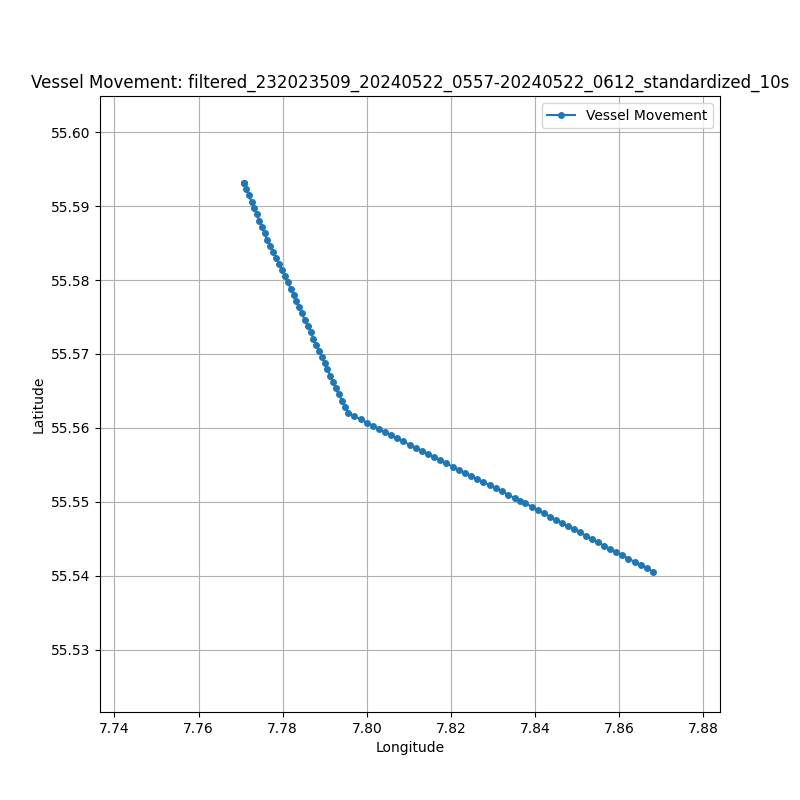 Vessel Movement: filtered_232023509_20240522_0557-20240522_0612_standardized_10s
Vessel Movement
55.60
55.59
55.58
55.57
55.56
55.55
55.54
55.53
Latitude
7.74 7.76 7.78 7.80 7.82 7.84 7.86 7.88
Longitude